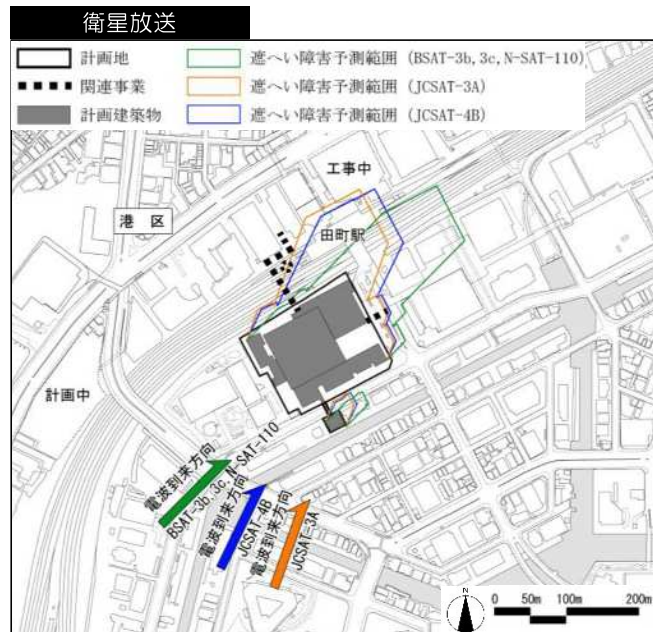 衛星放送
計画地
遮へい障害予測範囲 (BSAT-3b, 3c, N-SAT-110)
関連事業
遮へい障害予測範囲 (JCSAT-3A)
計画建築物
遮へい障害予測範囲 (JCSAT-4B)
工事中
港 区
田町駅
計画中
電波到来方向
BSAT-3b, 3c, N-SAT-110
電波到来方向
JCSAT-4B
電波到来方向
JCSAT-3A
N
0 50m 100m 200m